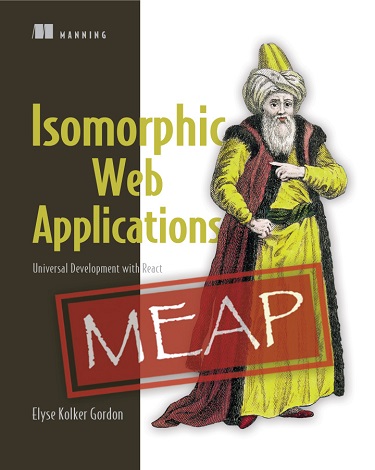 MANNING
Isomorphic
Web
Applications
Universal Development with React
MEAP
Elyse Kolker Gordon